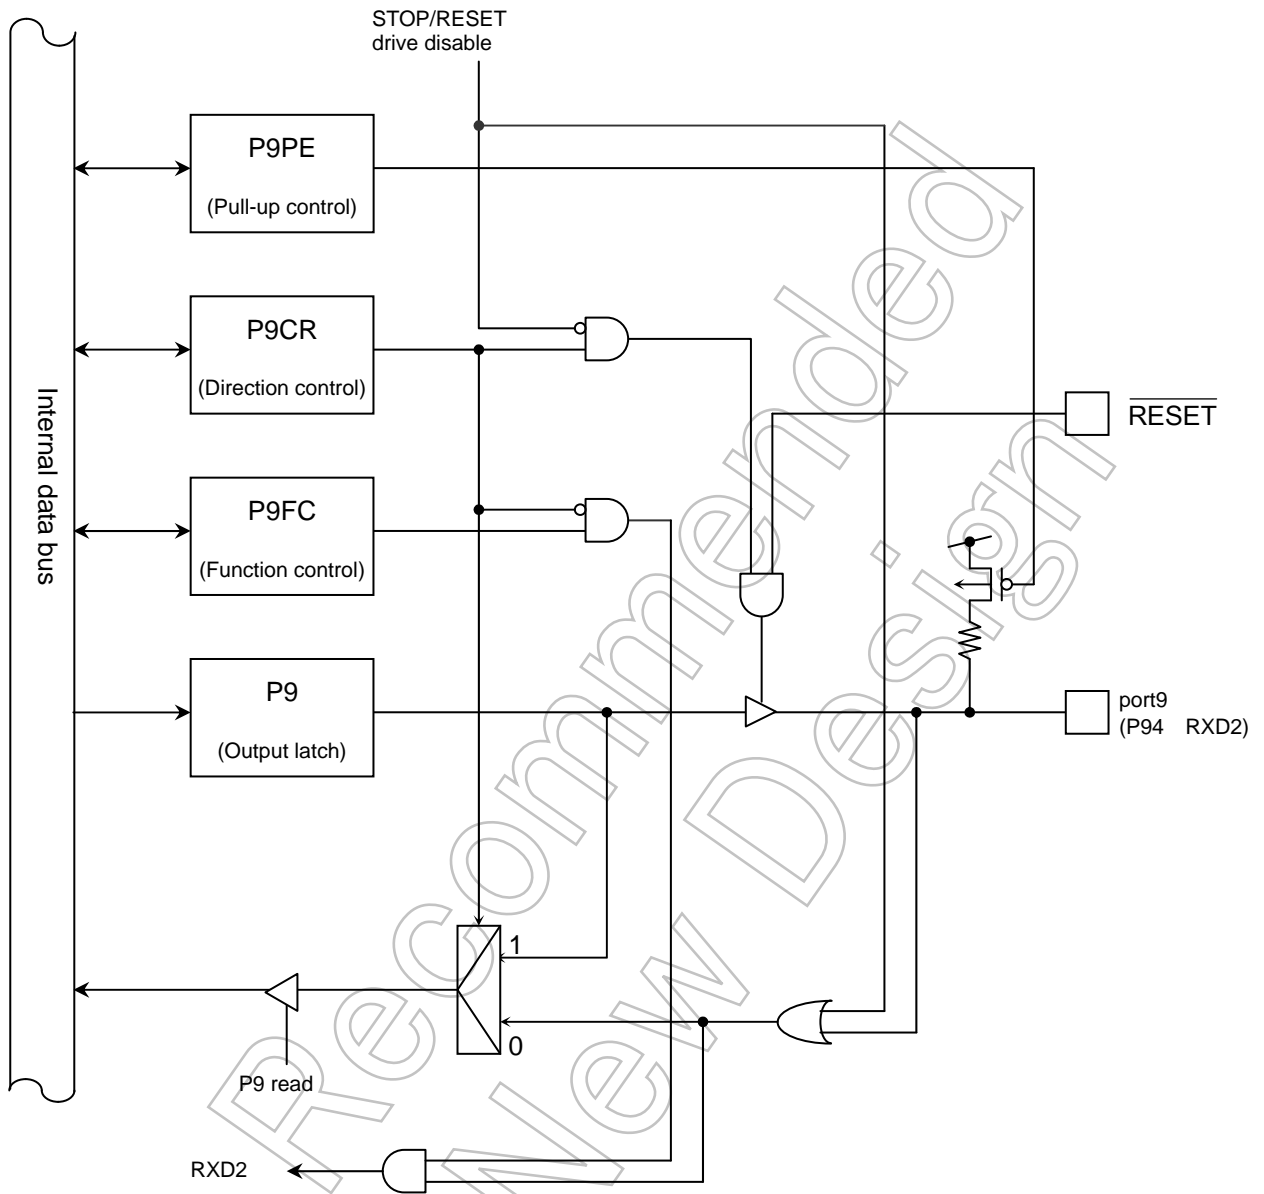 STOP/RESET
drive disable
P9PE
(Pull-up control)
P9CR
(Direction control)
RESET
Internal data bus
P9FC
(Function control)
P9
(Output latch)
port9
(P94 RXD2)
1
0
P9 read
RXD2
Recommended
New Design